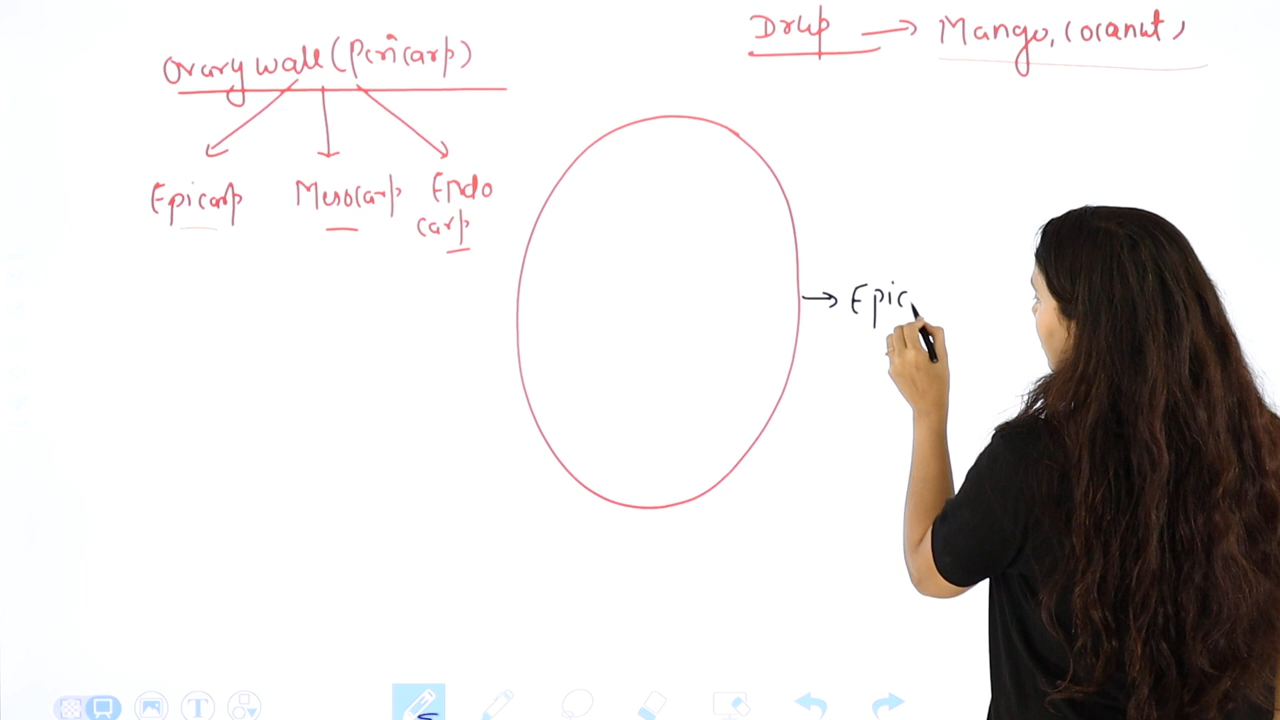 Drup → Mango, Coconut,
Ovary wall (Pericarp)
Epicarp Mesocarp Endo
carp
→ Epic
T